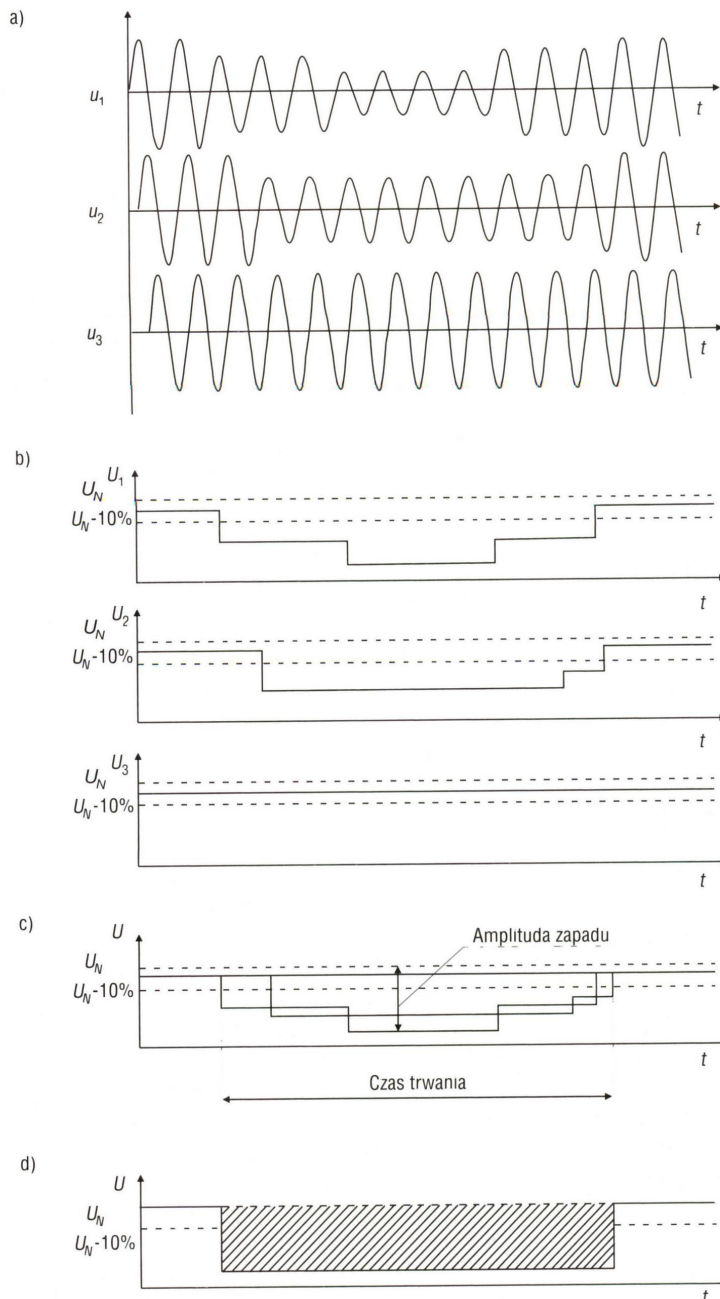 a)
u1
t
u2
t
u3
t
b)
UN U1
UN-10%
t
UN U2
UN-10%
t
UN U3
UN-10%
t
c)
U
Amplituda zapadu
UN
UN-10%
t
Czas trwania
d)
U
UN
UN-10%
t